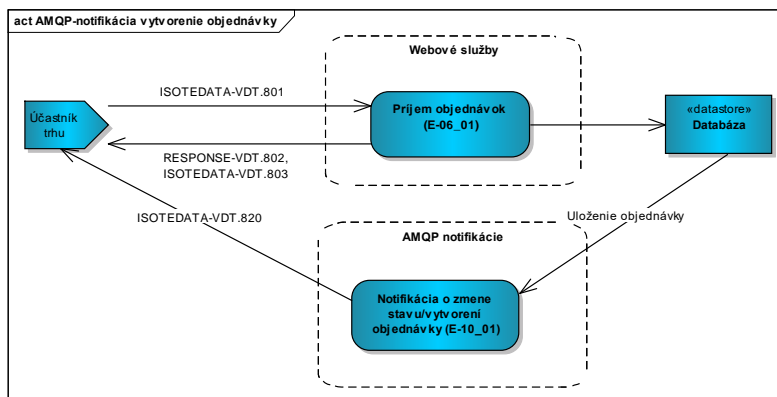 act AMQP-notifikácia vytvorenie objednávky
Webové služby
ISOTEDATA-VDT.801
Účastník
trhu
Príjem objednávok
(E-06_01)
«datastore»
Databáza
RESPONSE-VDT.802,
ISOTEDATA-VDT.803
ISOTEDATA-VDT.820
Uloženie objednávky
AMQP notifikácie
Notifikácia o zmene
stavu/vytvorení
objednávky (E-10_01)